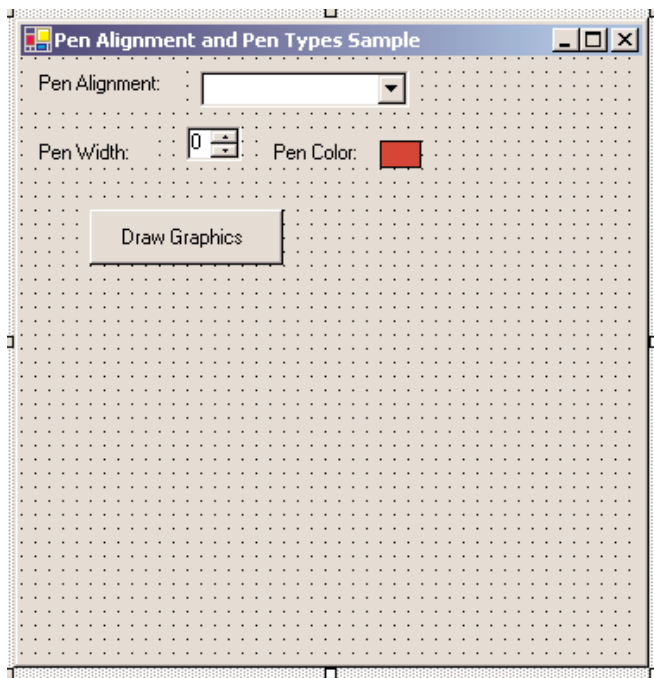 Pen Alignment and Pen Types Sample
Pen Alignment:
Pen Width: 0 Pen Color:
Draw Graphics